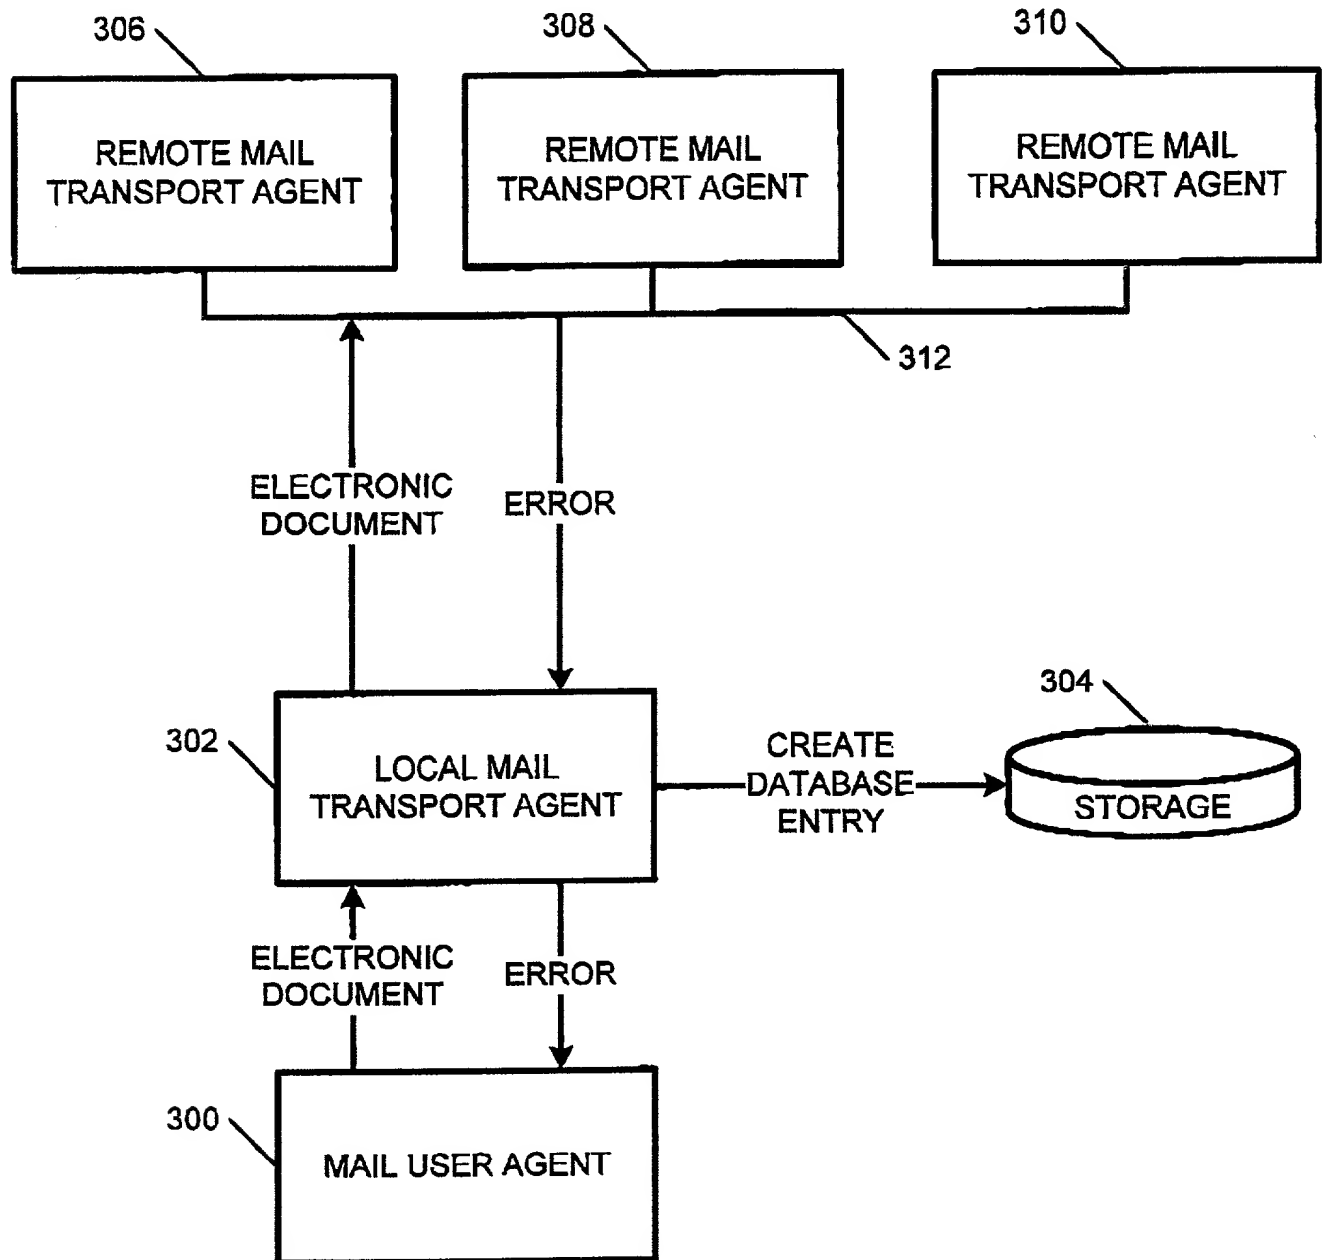 306
308
310
REMOTE MAIL
TRANSPORT AGENT
REMOTE MAIL
TRANSPORT AGENT
REMOTE MAIL
TRANSPORT AGENT
312
ELECTRONIC
DOCUMENT
ERROR
302
LOCAL MAIL
TRANSPORT AGENT
CREATE
DATABASE
ENTRY
304
STORAGE
ELECTRONIC
DOCUMENT
ERROR
300
MAIL USER AGENT